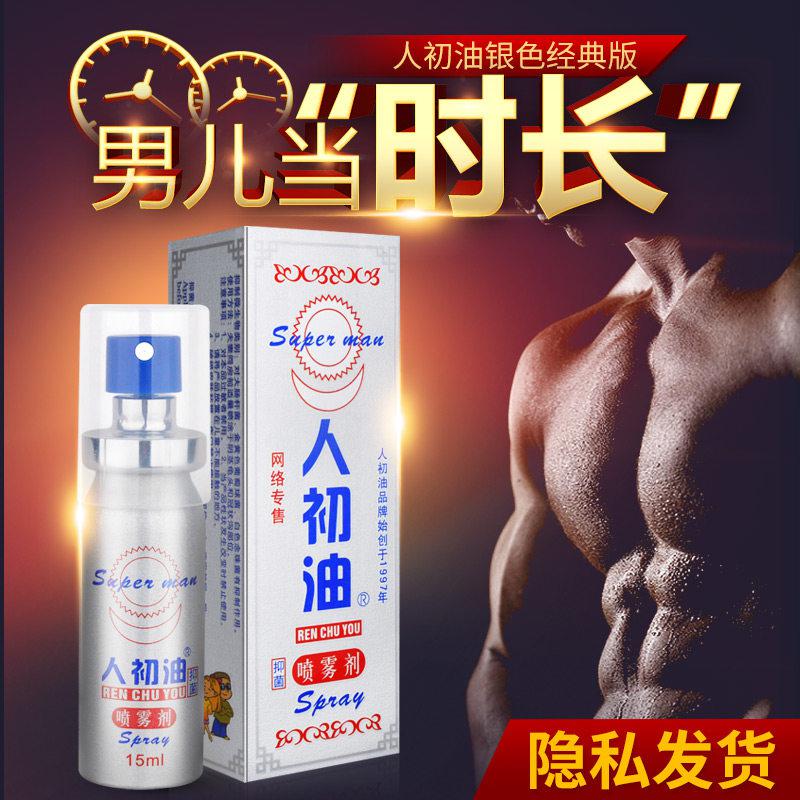 人初油银色经典版
男儿当“时长”
Super man
人初油®
网络专售
人初油品牌始创于1997年
REN CHU YOU
抑菌
喷雾剂
Spray
Super man
人初油®
REN CHU YOU
抑菌
喷雾剂
Spray
15ml
隐私发货